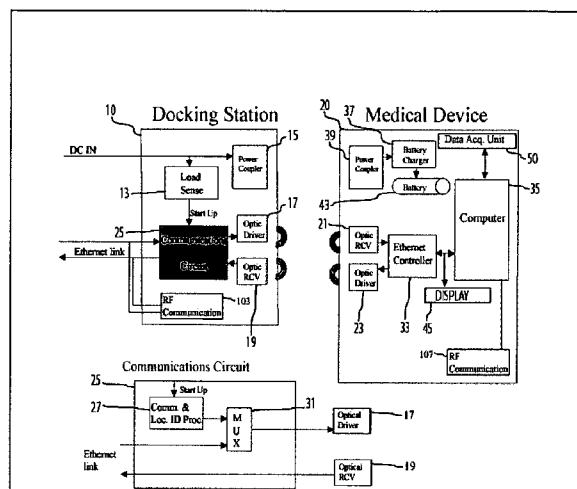 Docking Station
Medical Device
10
DC IN
15
Power Coupler
Load Sense
13
Start Up
25
17
Optic Driver
Communication Circuit
Ethernet link
Optic RCV
19
RF Communication
103
20
37
39
Battery Charger
Data Acq. Unit
50
Power Coupler
Battery
43
35
Computer
21
Optic RCV
Ethernet Controller
Optic Driver
23
33
DISPLAY
45
107
RF Communication
Communications Circuit
25
Start Up
27
Comm. & Loc. ID Proc.
31
MUX
Optical Driver
17
Ethernet link
Optical RCV
19